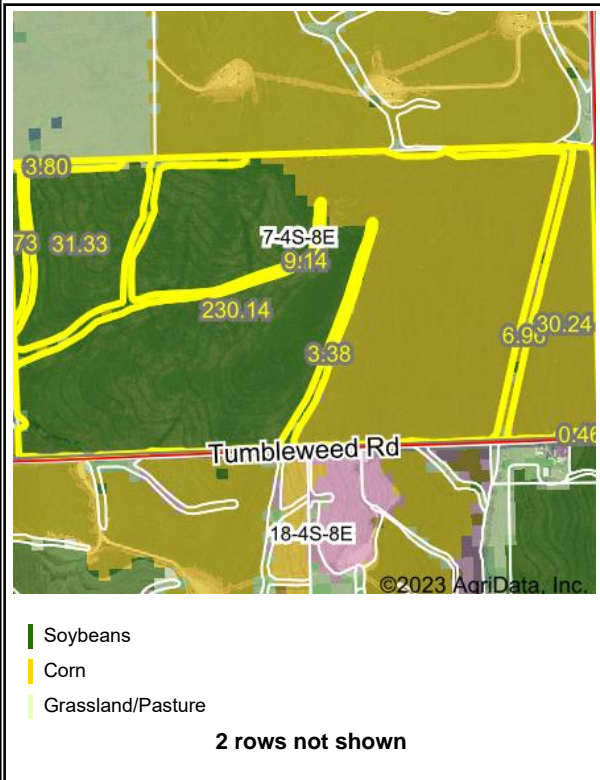 3.80
7-4S-8E
73 31.33
9.14
230.14
6.96 30.24
3.38
0.46
Tumbleweed Rd
18-4S-8E
©2023 AgriData, Inc.
Soybeans
Corn
Grassland/Pasture
2 rows not shown